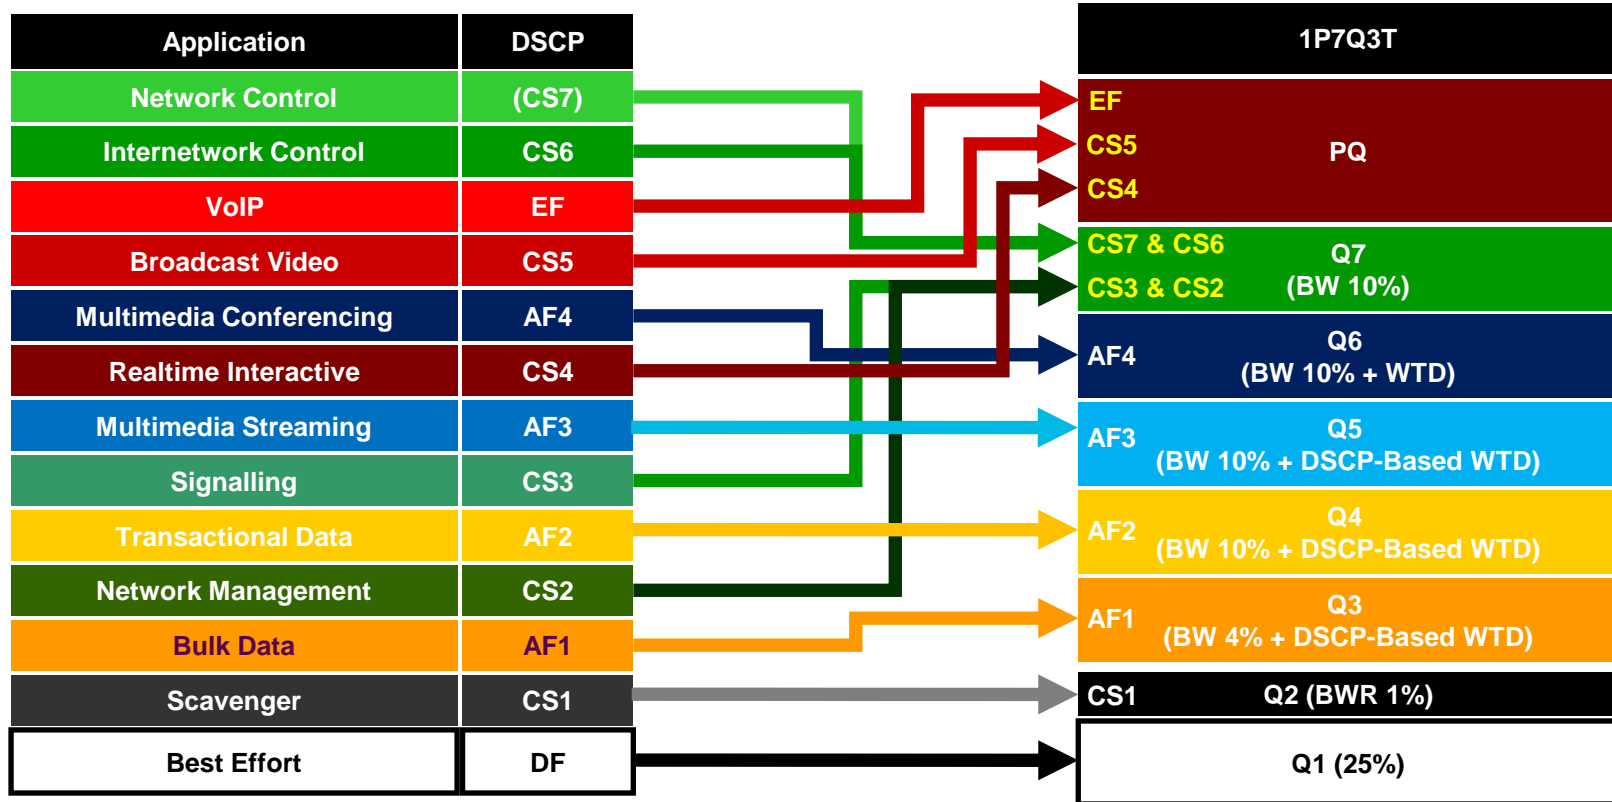 Application DSCP
Network Control (CS7)
Internetwork Control CS6
VoIP EF
Broadcast Video CS5
Multimedia Conferencing AF4
Realtime Interactive CS4
Multimedia Streaming AF3
Signalling CS3
Transactional Data AF2
Network Management CS2
Bulk Data AF1
Scavenger CS1
Best Effort DF
1P7Q3T
EF
CS5
PQ
CS4
CS7 & CS6
Q7
CS3 & CS2
(BW 10%)
AF4
Q6
(BW 10% + WTD)
AF3
Q5
(BW 10% + DSCP-Based WTD)
AF2
Q4
(BW 10% + DSCP-Based WTD)
AF1
Q3
(BW 4% + DSCP-Based WTD)
CS1 Q2 (BWR 1%)
Q1 (25%)